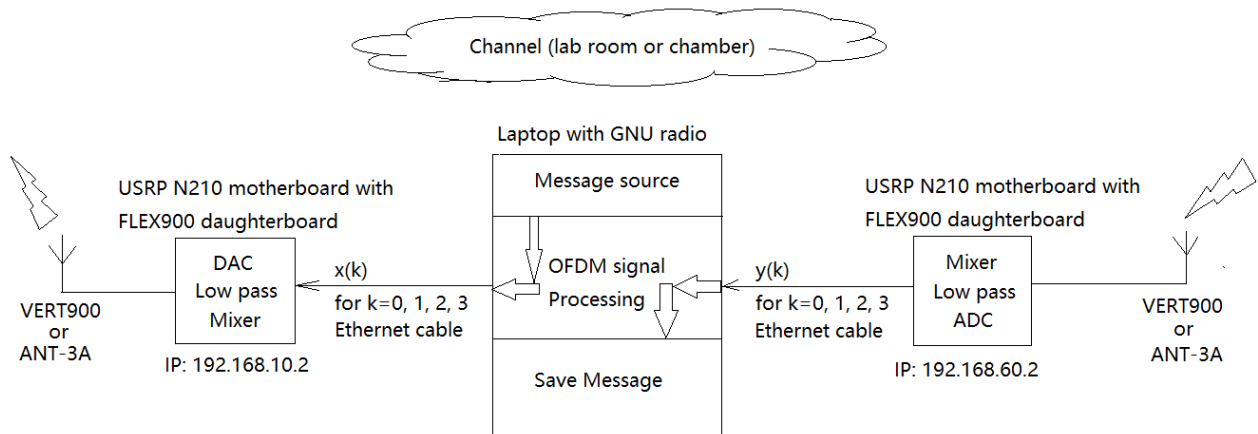 Channel (lab room or chamber)
Laptop with GNU radio
Message source
OFDM signal
Processing
Save Message
USRP N210 motherboard with
FLEX900 daughterboard
DAC
Low pass
Mixer
IP: 192.168.10.2
VERT900
or
ANT-3A
x(k)
for k=0, 1, 2, 3
Ethernet cable
y(k)
for k=0, 1, 2, 3
Ethernet cable
USRP N210 motherboard with
FLEX900 daughterboard
Mixer
Low pass
ADC
IP: 192.168.60.2
VERT900
or
ANT-3A